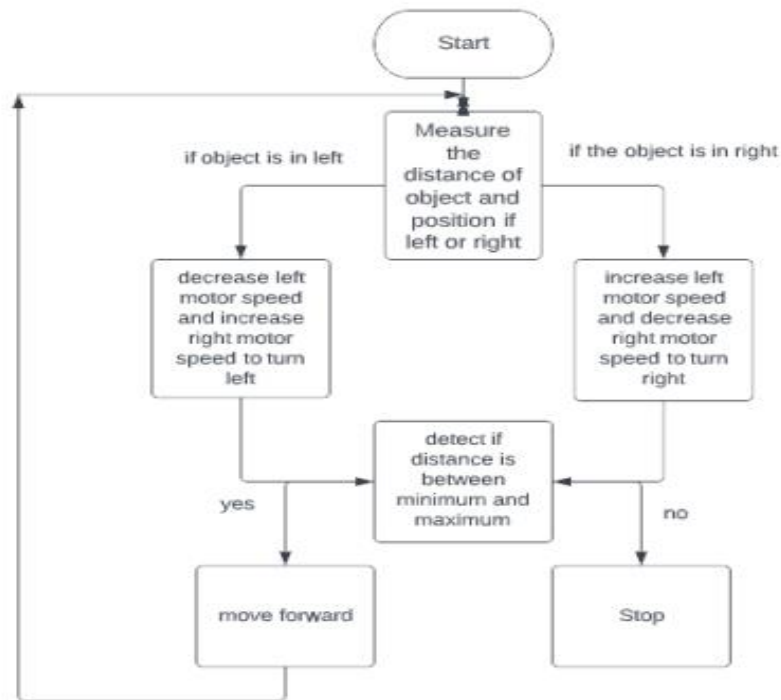 Start
Measure
the
distance of
object and
position if
left or right
if object is in left
if the object is in right
decrease left
motor speed
and increase
right motor
speed to turn
left
increase left
motor speed
and decrease
right motor
speed to turn
right
detect if
distance is
between
minimum and
maximum
yes
no
move forward
Stop